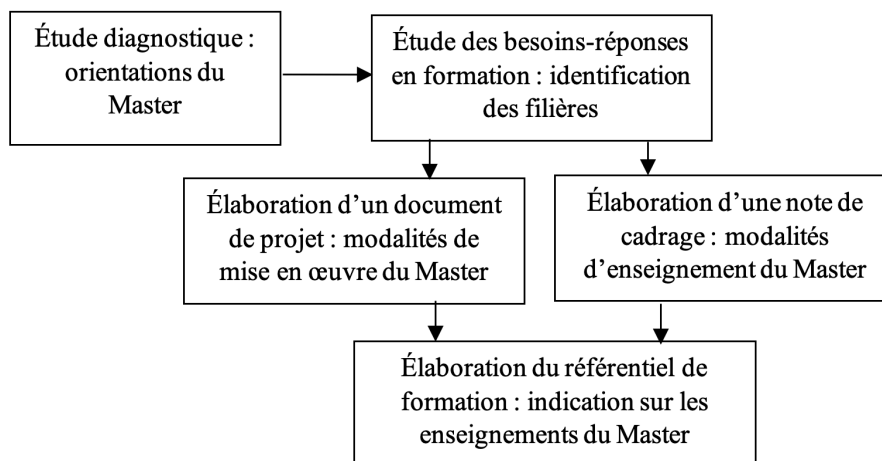 Étude diagnostique :
orientations du
Master
Étude des besoins-réponses
en formation : identification
des filières
Élaboration d’un document
de projet : modalités de
mise en œuvre du Master
Élaboration d’une note de
cadrage : modalités
d’enseignement du Master
Élaboration du référentiel de
formation : indication sur les
enseignements du Master